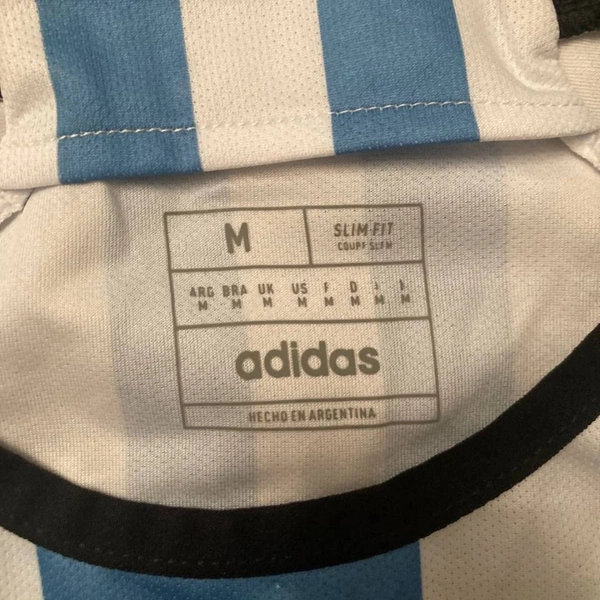 M
SLIM FIT
COUPE SLIM
ARG BRA UK US F D
M M M M M M M M
adidas
HECHO EN ARGENTINA